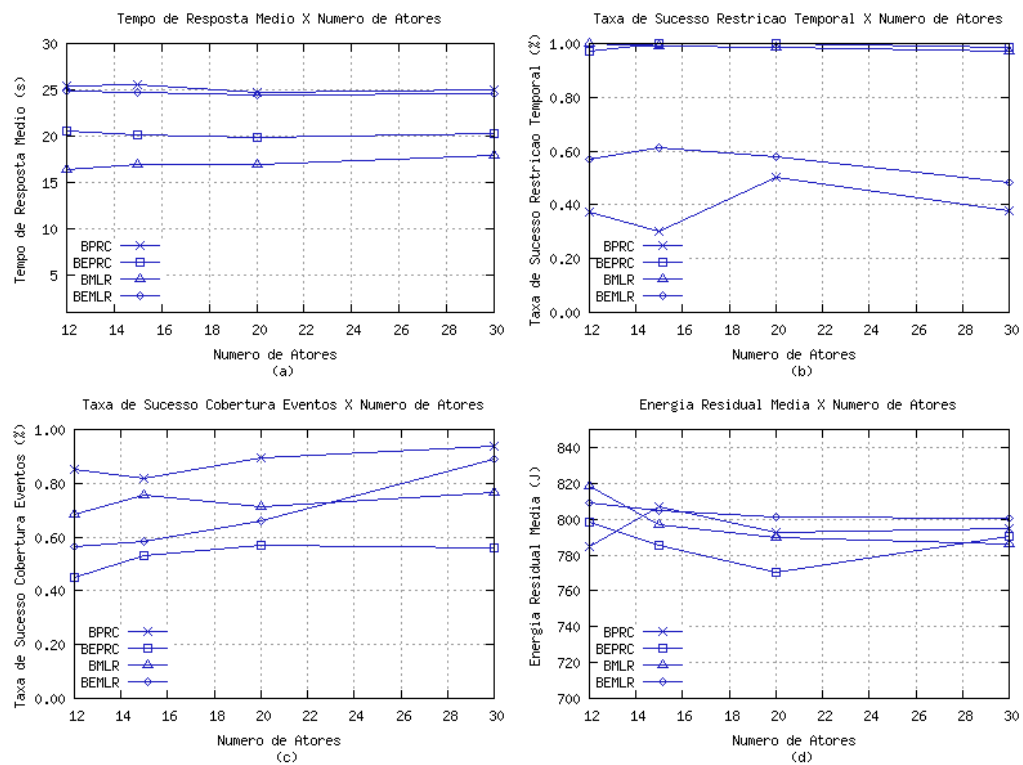 Tempo de Resposta Medio X Numero de Atores
Tempo de Resposta Medio (s)
30
25
20
15
10
5
BPRC
BEPRC
BMLR
BEMLR
12 14 16 18 20 22 24 26 28 30
Numero de Atores
(a)
Taxa de Sucesso Restricao Temporal X Numero de Atores
Taxa de Sucesso Restricao Temporal (%)
1.00
0.80
0.60
0.40
0.20
0.00
BPRC
BEPRC
BMLR
BEMLR
12 14 16 18 20 22 24 26 28 30
Numero de Atores
(b)
Taxa de Sucesso Cobertura Eventos X Numero de Atores
Taxa de Sucesso Cobertura Eventos (%)
1.00
0.80
0.60
0.40
0.20
0.00
BPRC
BEPRC
BMLR
BEMLR
12 14 16 18 20 22 24 26 28 30
Numero de Atores
(c)
Energia Residual Media X Numero de Atores
Energia Residual Media (J)
850
840
820
800
780
760
740
720
700
BPRC
BEPRC
BMLR
BEMLR
12 14 16 18 20 22 24 26 28 30
Numero de Atores
(d)